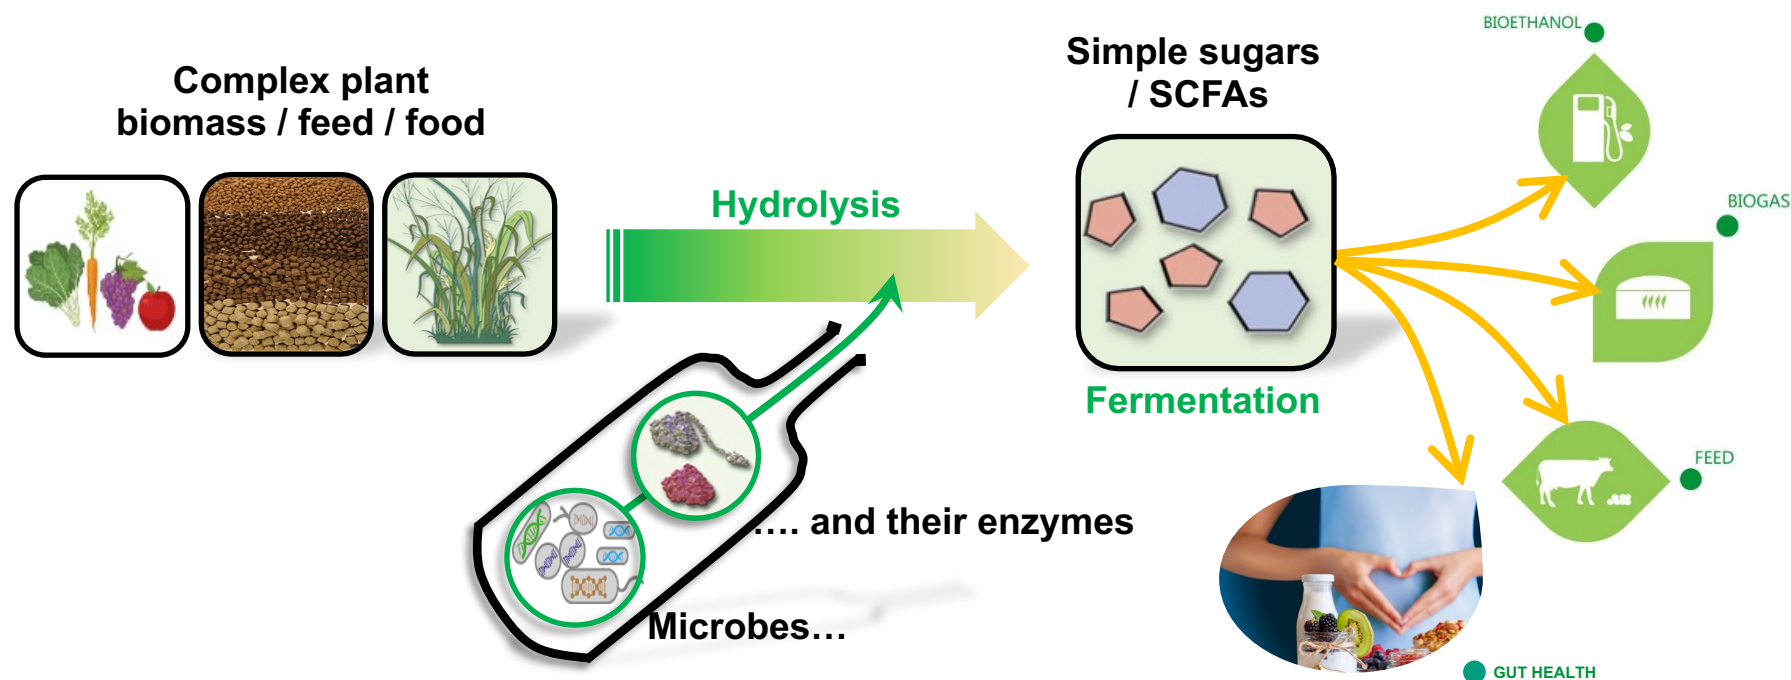 Complex plant
biomass / feed / food
Hydrolysis
Simple sugars
/ SCFAs
Fermentation
.... and their enzymes
Microbes...
BIOETHANOL
BIOGAS
FEED
GUT HEALTH